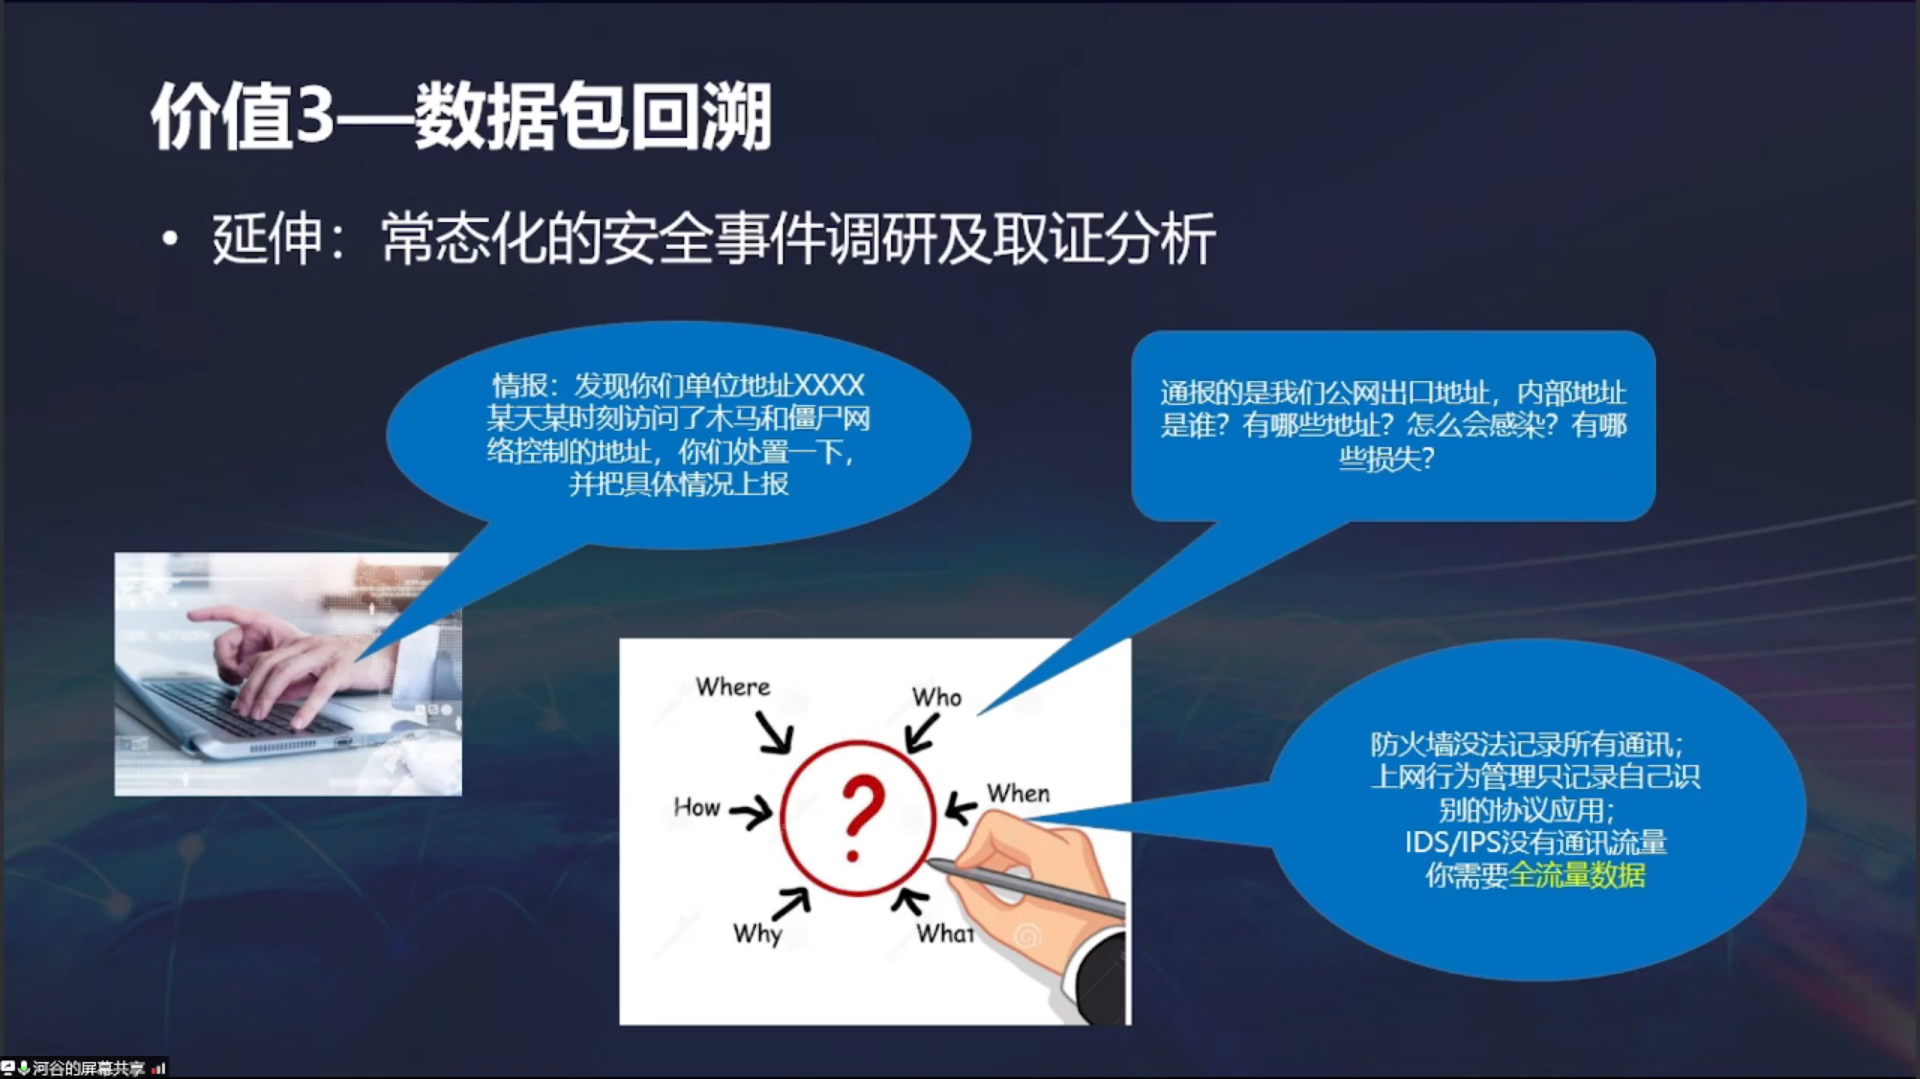 价值3—数据包回溯
• 延伸：常态化的安全事件调研及取证分析
情报：发现你们单位地址XXXX
某天某时刻访问了木马和僵尸网
络控制的地址，你们处置一下，
并把具体情况上报
通报的是我们公网出口地址，内部地址
是谁？有哪些地址？怎么会感染？有哪
些损失？
Where
Who
How
When
Why
What
防火墙没法记录所有通讯；
上网行为管理只记录自己识
别的协议应用；
IDS/IPS没有通讯流量
你需要全流量数据
河谷的屏幕共享